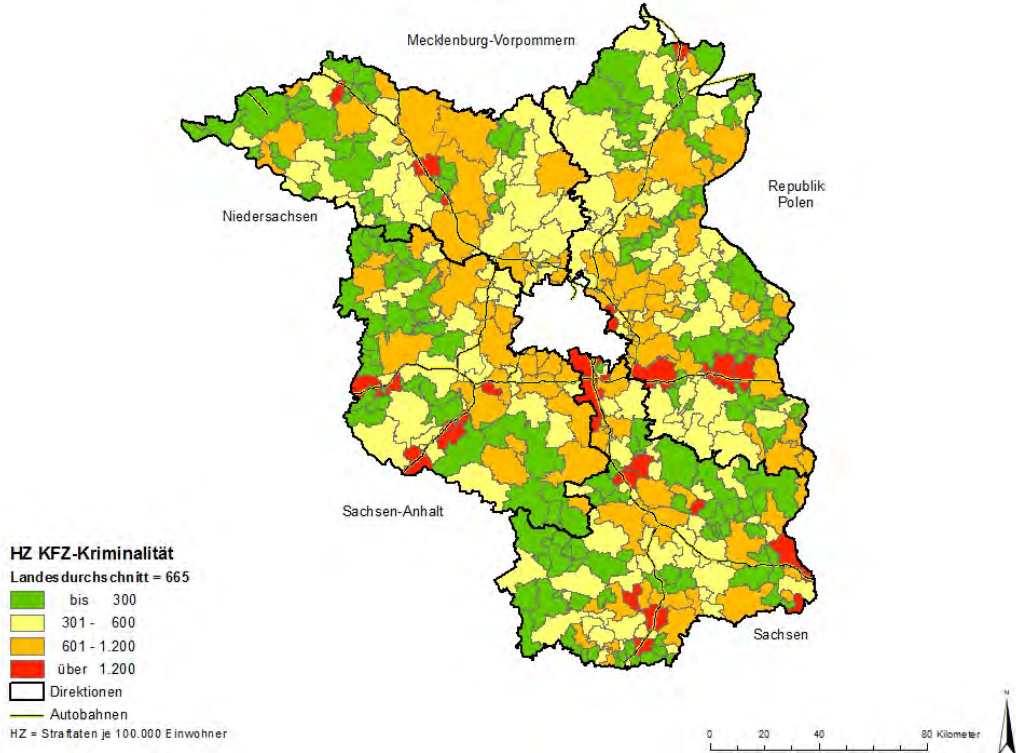 Mecklenburg-Vorpommern
Republik
Polen
Niedersachsen
Sachsen-Anhalt
Sachsen
HZ KFZ-Kriminalität
Landesdurchschnitt = 665
bis 300
301 - 600
601 - 1.200
über 1.200
Direktionen
Autobahnen
HZ = Straftaten je 100.000 Einwohner
0 20 40 80 Kilometer
N